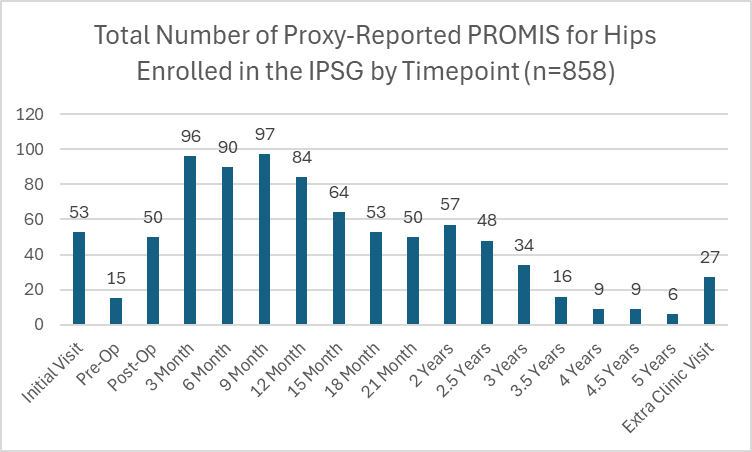 Total Number of Proxy-Reported PROMIS for Hips
Enrolled in the IPSG by Timepoint (n=858)
120
100
80
60
40
20
0
53
15
50
96
90
97
84
64
53
50
57
48
34
16
9
9
6
27
Initial Visit
Pre-Op
Post-Op
3 Month
6 Month
9 Month
12 Month
15 Month
18 Month
21 Month
2 Years
2.5 Years
3 Years
3.5 Years
4 Years
4.5 Years
5 Years
Extra Clinic Visit